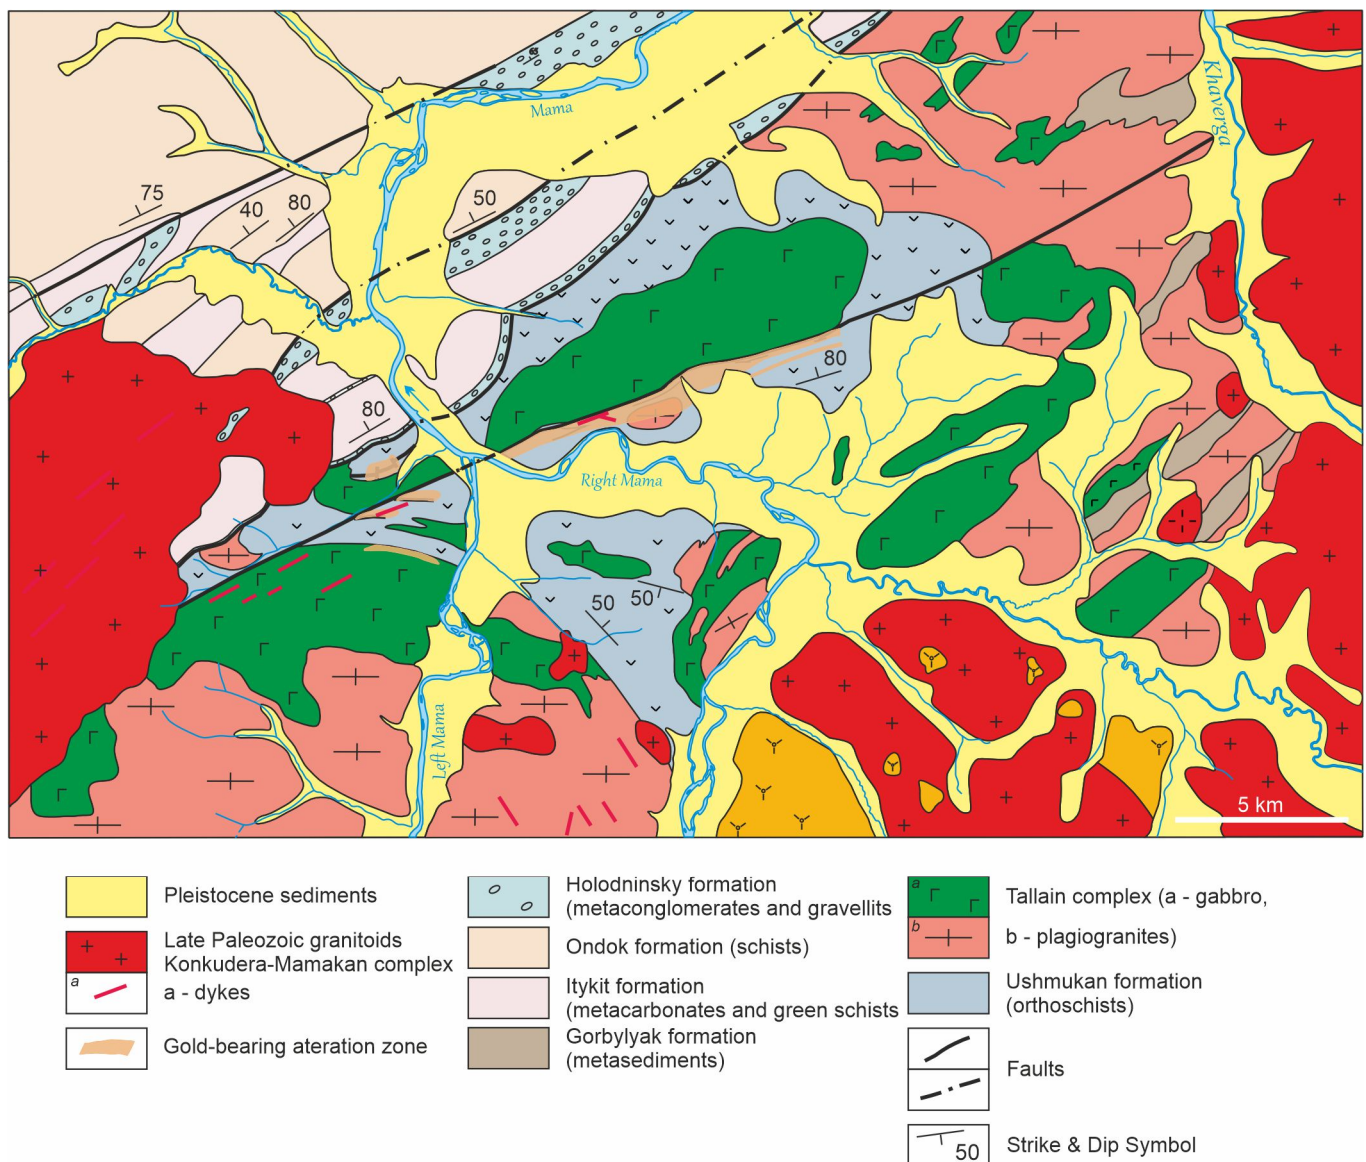 Mama
Khaverga
75
40
80
50
80
80
Right Mama
50
50
Left Mama
5 km
Pleistocene sediments
Late Paleozoic granitoids
Konkudera-Mamakan complex
a
a - dykes
Gold-bearing ateration zone
Holodninsky formation
(metaconglomerates and gravellits
Ondok formation (schists)
Itykit formation
(metacarbonates and green schists
Gorbylyak formation
(metasediments)
a
Tallain complex (a - gabbro,
b
b - plagiogranites)
Ushmukan formation
(orthoschists)
Faults
50
Strike & Dip Symbol